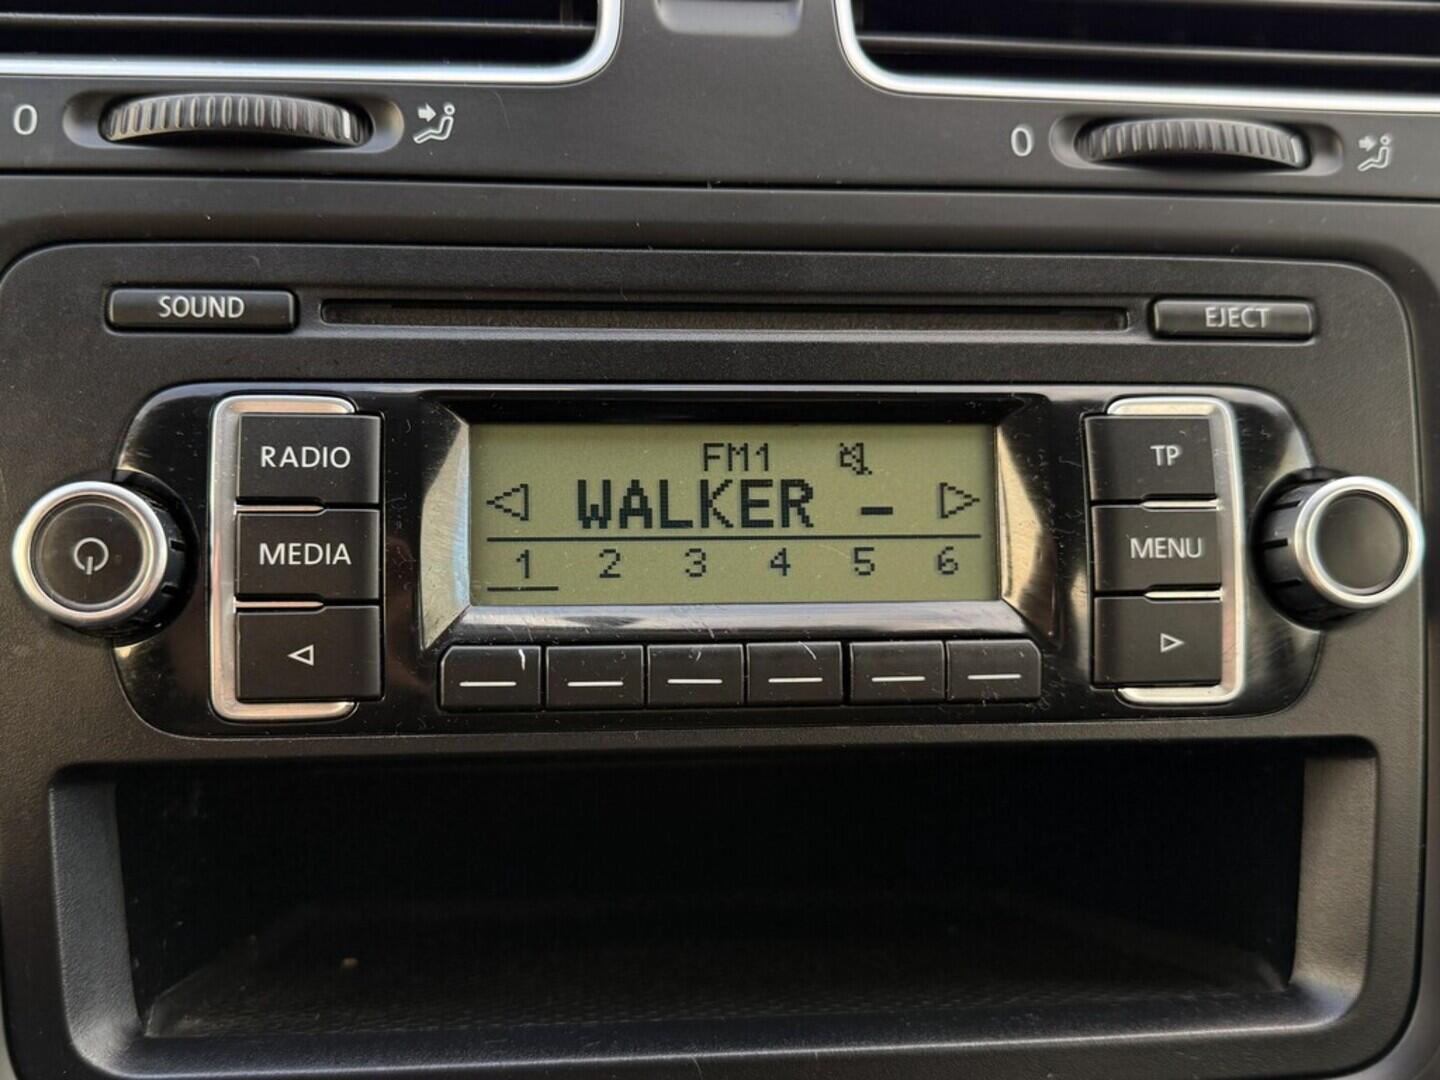 0
0
SOUND
EJECT
RADIO
FM1
TP
WALKER –
MEDIA
1 2 3 4 5 6
MENU